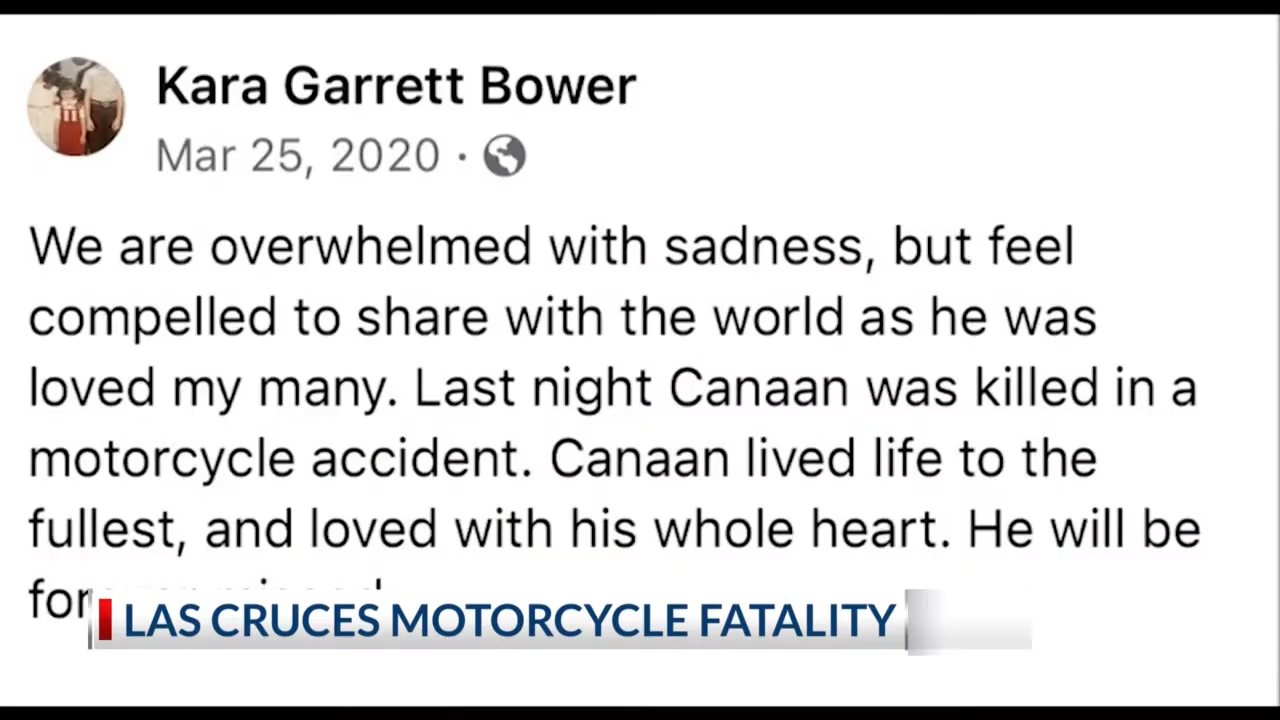 Kara Garrett Bower
Mar 25, 2020 ·
We are overwhelmed with sadness, but feel
compelled to share with the world as he was
loved my many. Last night Canaan was killed in a
motorcycle accident. Canaan lived life to the
fullest, and loved with his whole heart. He will be
LAS CRUCES MOTORCYCLE FATALITY